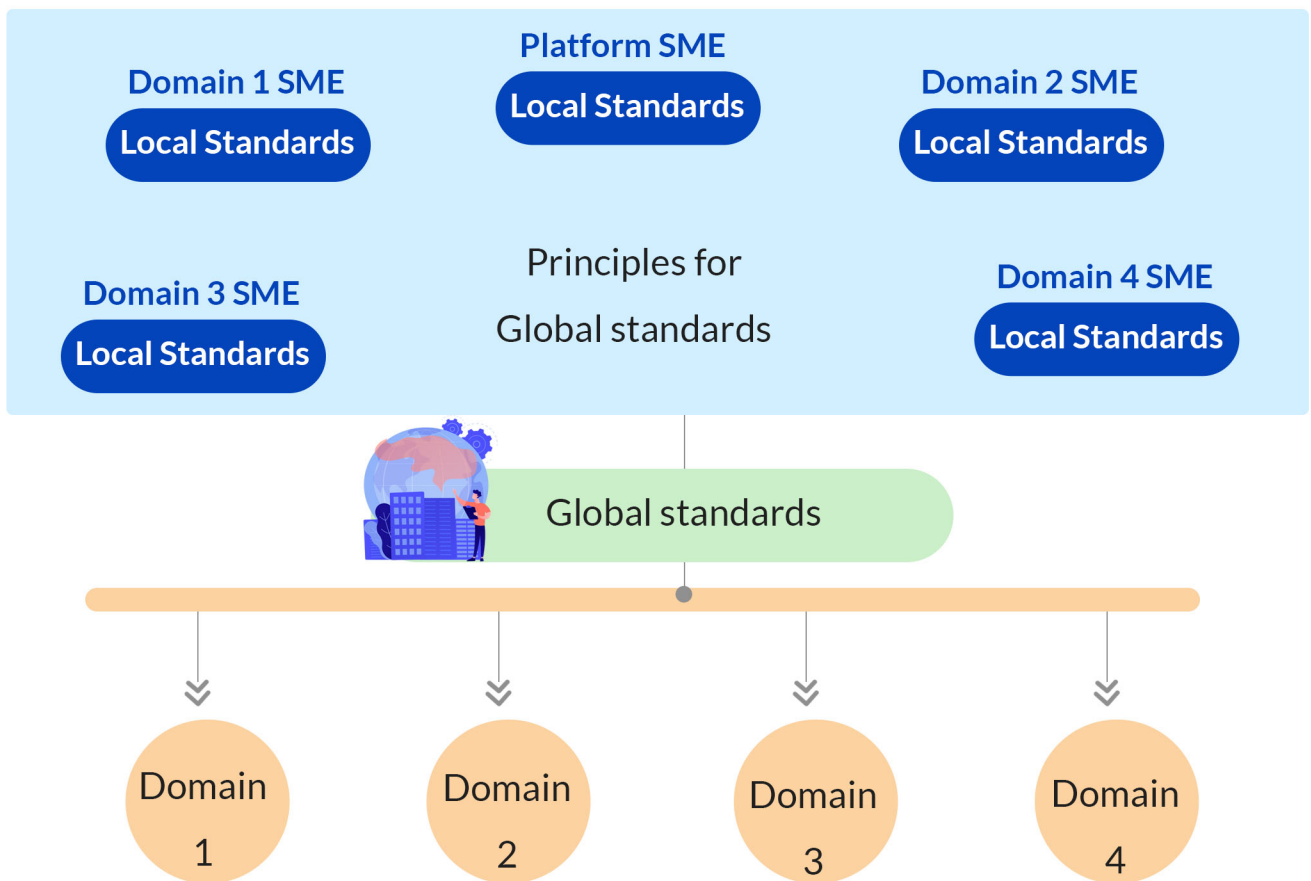 Platform SME
Local Standards
Domain 1 SME
Local Standards
Domain 2 SME
Local Standards
Principles for
Global standards
Domain 3 SME
Local Standards
Domain 4 SME
Local Standards
Global standards
Domain
1
Domain
2
Domain
3
Domain
4